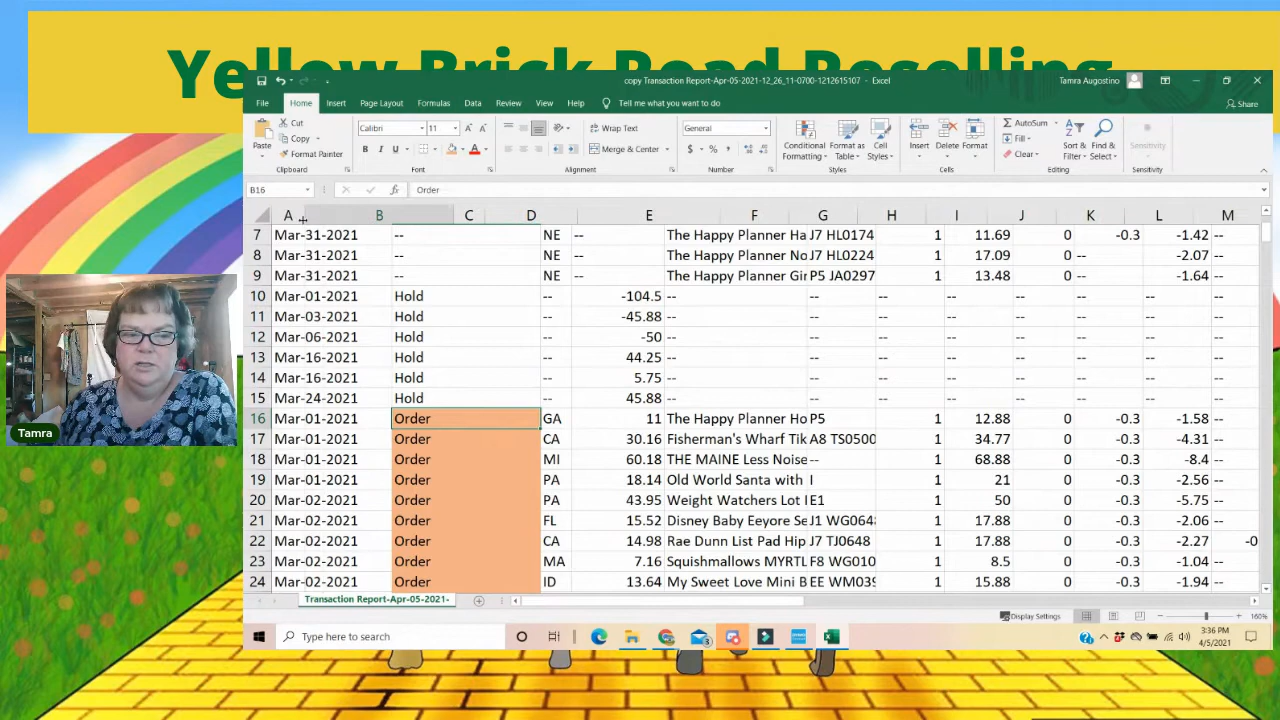 Yellow Brick Road Reselling
copy Transaction Report-Apr-05-2021-12_26_11-0700-1212615107 - Excel
Tamra Augostino
File Home Insert Page Layout Formulas Data Review View Help Tell me what you want to do
Share
Paste Cut Copy Format Painter
Calibri 11
Wrap Text
Merge & Center
General
Conditional Formatting Format as Table Cell Styles
Insert Delete Format
AutoSum Fill Clear
Sort & Filter Find & Select
Sensitivity
Clipboard Font Alignment Number Styles Cells Editing Sensitivity
B16 Order
A B C D E F G H I J K L M
7 Mar-31-2021 -- NE -- The Happy Planner Ha J7 HL0174 1 11.69 0 -0.3 -1.42 --
8 Mar-31-2021 -- NE -- The Happy Planner No J7 HL0224 1 17.09 0 -- -2.07 --
9 Mar-31-2021 -- NE -- The Happy Planner Gir P5 JA0297 1 13.48 0 -- -1.64 --
10 Mar-01-2021 Hold -- -104.5 -- -- -- -- -- -- -- --
11 Mar-03-2021 Hold -- -45.88 -- -- -- -- -- -- -- --
12 Mar-06-2021 Hold -- -50 -- -- -- -- -- -- -- --
13 Mar-16-2021 Hold -- 44.25 -- -- -- -- -- -- -- --
14 Mar-16-2021 Hold -- 5.75 -- -- -- -- -- -- -- --
15 Mar-24-2021 Hold -- 45.88 -- -- -- -- -- -- -- --
16 Mar-01-2021 Order GA 11 The Happy Planner Ho P5 1 12.88 0 -0.3 -1.58 --
17 Mar-01-2021 Order CA 30.16 Fisherman's Wharf Tik A8 TS0500 1 34.77 0 -0.3 -4.31 --
18 Mar-01-2021 Order MI 60.18 THE MAINE Less Noise -- 1 68.88 0 -0.3 -8.4 --
19 Mar-01-2021 Order PA 18.14 Old World Santa with I 1 21 0 -0.3 -2.56 --
20 Mar-02-2021 Order PA 43.95 Weight Watchers Lot E1 1 50 0 -0.3 -5.75 --
21 Mar-02-2021 Order FL 15.52 Disney Baby Eeyore Se J1 WG064 1 17.88 0 -0.3 -2.06 --
22 Mar-02-2021 Order CA 14.98 Rae Dunn List Pad Hip J7 TJ0648 1 17.88 0 -0.3 -2.27 -0
23 Mar-02-2021 Order MA 7.16 Squishmallows MYRTL F8 WG010 1 8.5 0 -0.3 -1.04 --
24 Mar-02-2021 Order ID 13.64 My Sweet Love Mini B EE WM039 1 15.88 0 -0.3 -1.94 --
Tamra
Transaction Report-Apr-05-2021-
Display Settings 160%
Type here to search
3:36 PM
4/5/2021